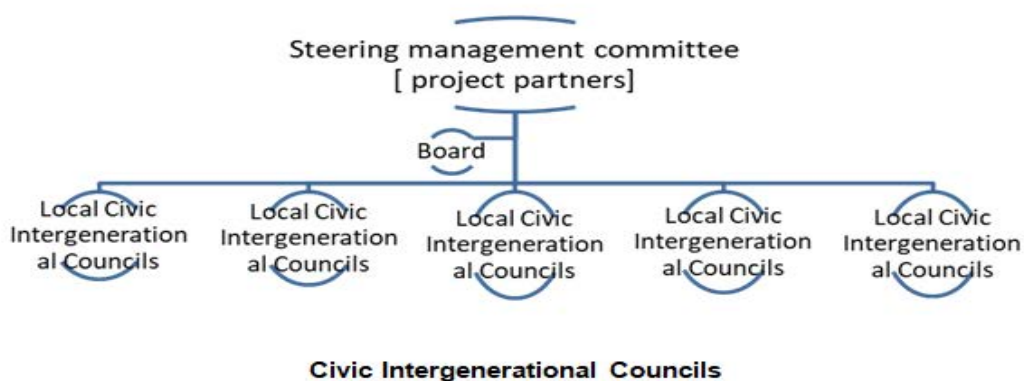 Steering management committee
[ project partners]
Board
Local Civic
Intergeneration
al Councils
Local Civic
Intergeneration
al Councils
Local Civic
Intergeneration
al Councils
Local Civic
Intergeneration
al Councils
Local Civic
Intergeneration
al Councils
Civic Intergenerational Councils